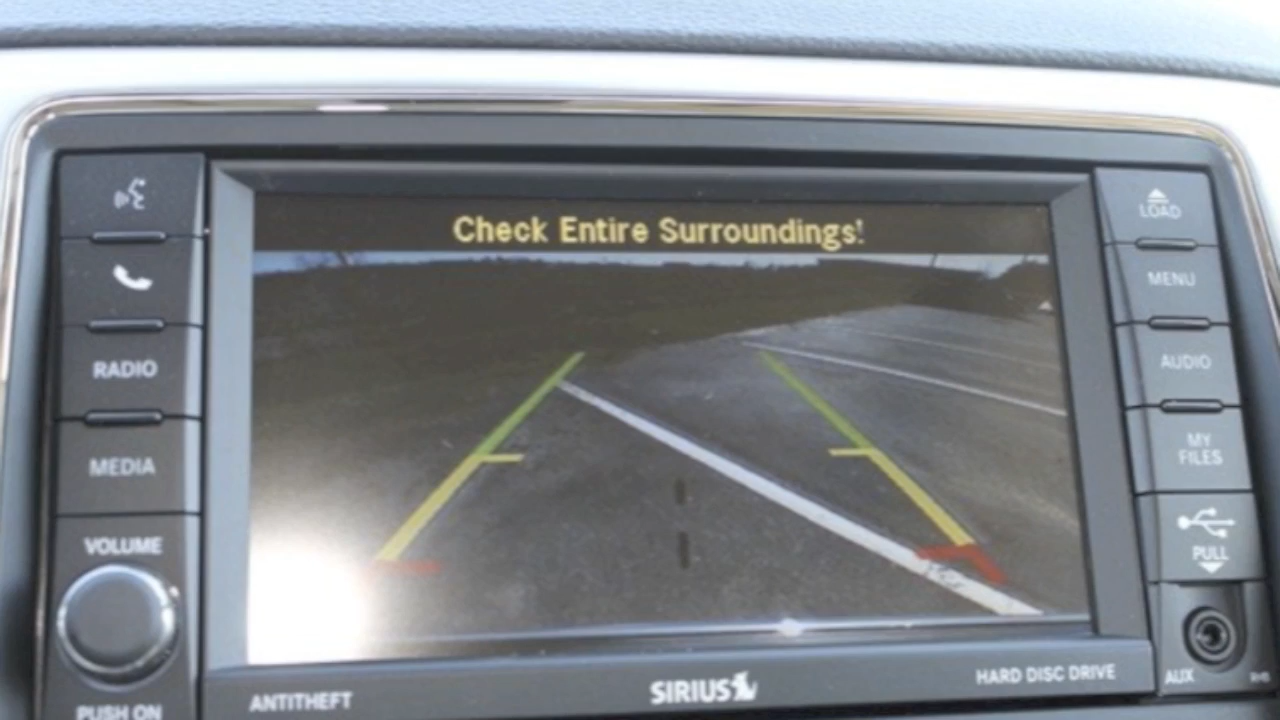 Check Entire Surroundings!
RADIO
MEDIA
VOLUME
PUSH ON
LOAD
MENU
AUDIO
MY
FILES
PULL
AUX
ANTITHEFT
SIRIUS
HARD DISC DRIVE